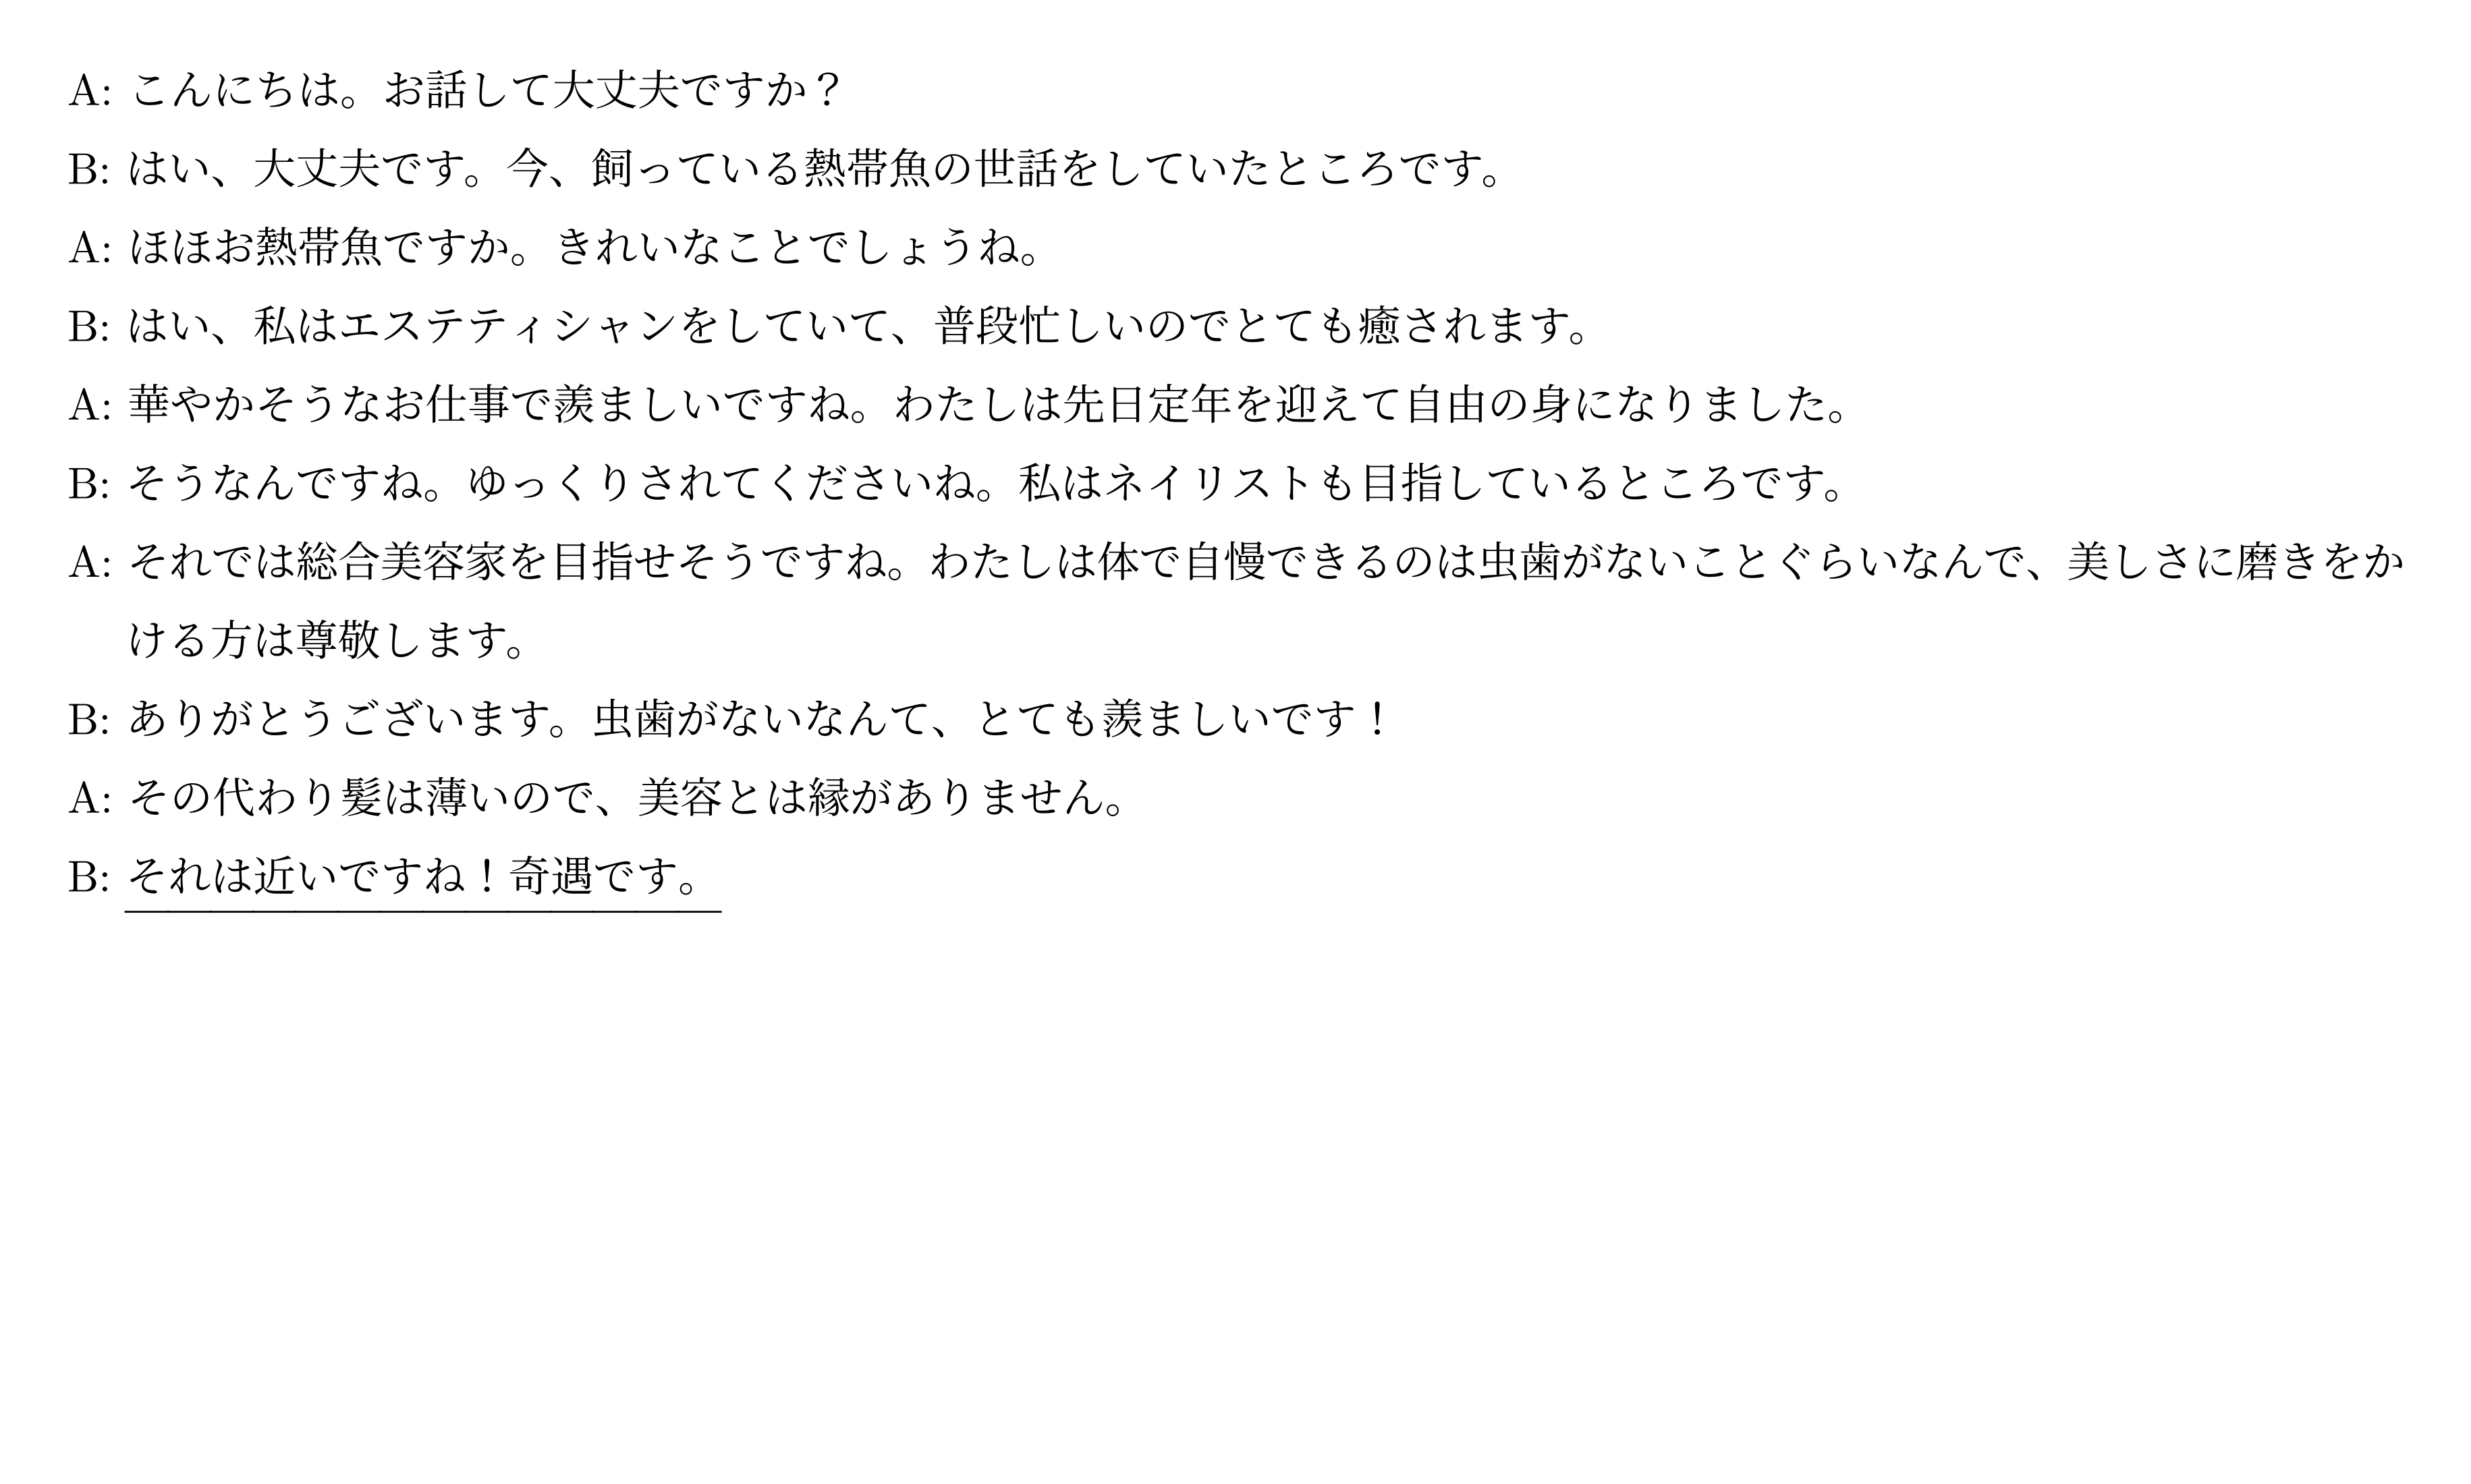 A: こんにちは。お話して大丈夫ですか？
B: はい、大丈夫です。今、飼っている熱帯魚の世話をしていたところです。
A: ほほお熱帯魚ですか。きれいなことでしょうね。
B: はい、私はエステティシャンをしていて、普段忙しいのでとても癒されます。
A: 華やかそうなお仕事で羨ましいですね。わたしは先日定年を迎えて自由の身になりました。
B: そうなんですね。ゆっくりされてくださいね。私はネイリストも目指しているところです。
A: それでは総合美容家を目指せそうですね。わたしは体で自慢できるのは虫歯がないことぐらいなんで、美しさに磨きをか
ける方は尊敬します。
B: ありがとうございます。虫歯がないなんて、とても羨ましいです！
A: その代わり髪は薄いので、美容とは縁がありません。
B: それは近いですね！奇遇です。